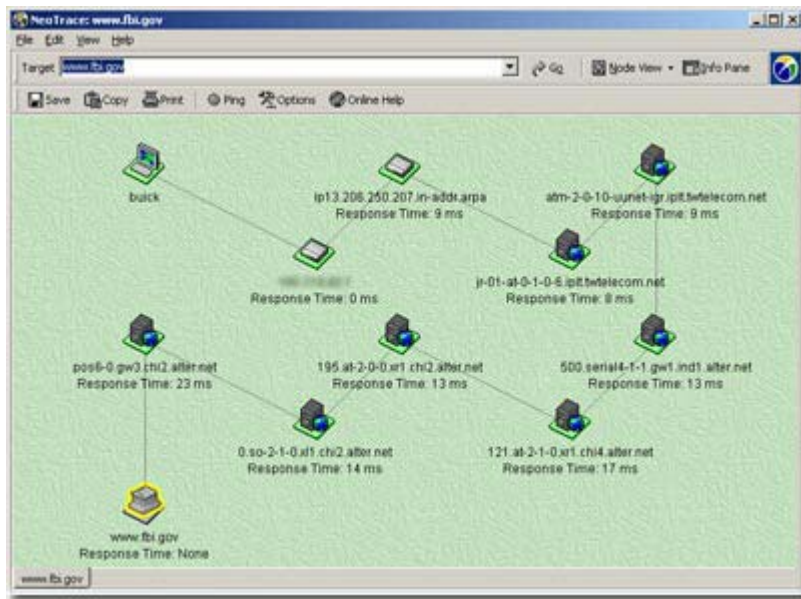 NeoTrace: www.fbi.gov
File Edit View Help
Target www.fbi.gov Go Node View Info Pane
Save Copy Print Ping Options Online Help
buick
ip13.206.250.207.in-addr.arpa
Response Time: 9 ms
atm-2-0-10-uunet-igr.iplt.twtelecom.net
Response Time: 9 ms
Response Time: 0 ms
jr-01-at-0-1-0-6.iplt.twtelecom.net
Response Time: 8 ms
pos6-0.gw3.chi2.alter.net
Response Time: 23 ms
195.at-2-0-0.xr1.chi2.alter.net
Response Time: 13 ms
500.serial4-1-1.gw1.ind1.alter.net
Response Time: 13 ms
0.so-2-1-0.xl1.chi2.alter.net
Response Time: 14 ms
121.at-2-1-0.xr1.chi4.alter.net
Response Time: 17 ms
www.fbi.gov
Response Time: None
www.fbi.gov